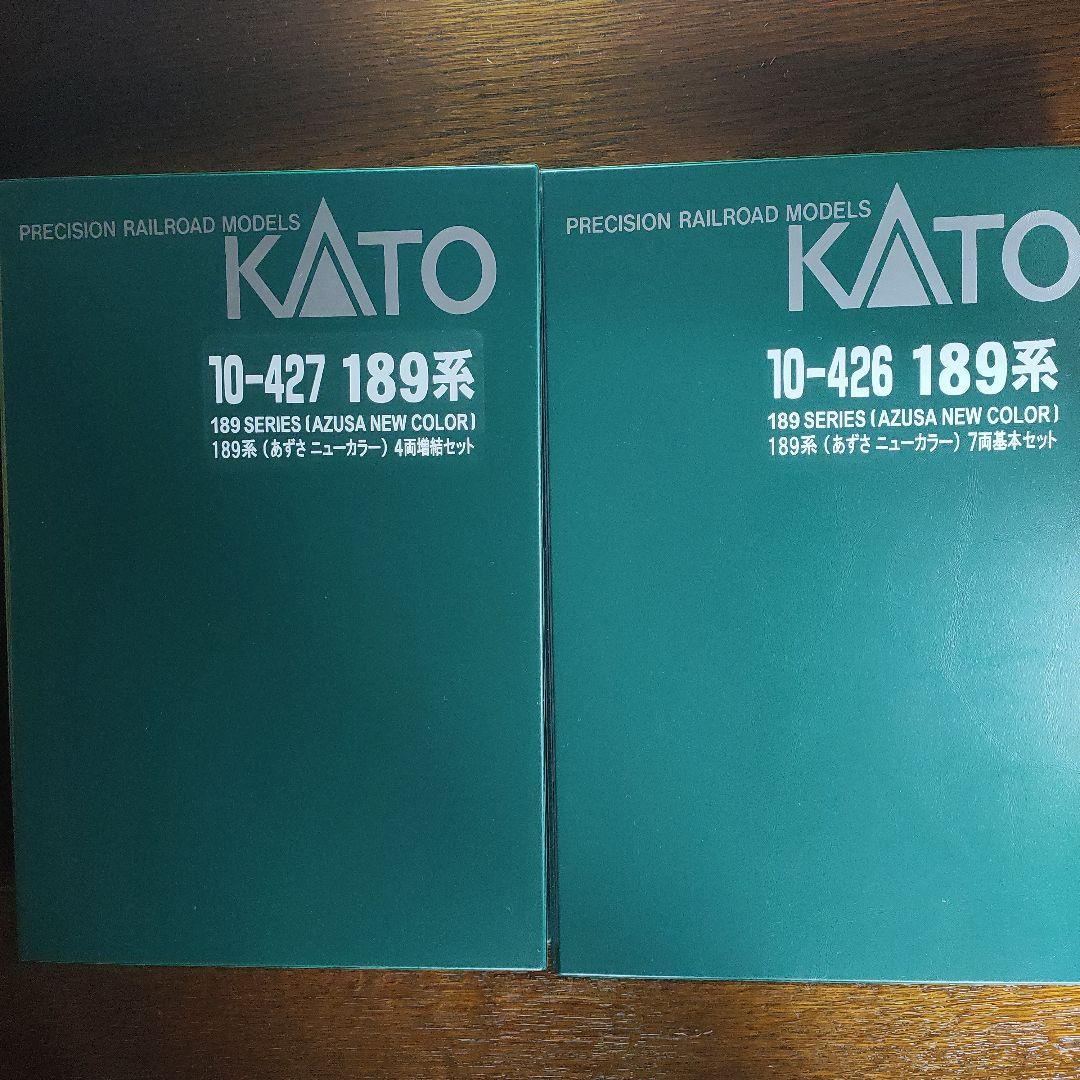 PRECISION RAILROAD MODELS
KATO
10-427 189系
189 SERIES (AZUSA NEW COLOR)
189系 (あずさ ニューカラー) 4両増結セット
PRECISION RAILROAD MODELS
KATO
10-426 189系
189 SERIES (AZUSA NEW COLOR)
189系 (あずさ ニューカラー) 7両基本セット